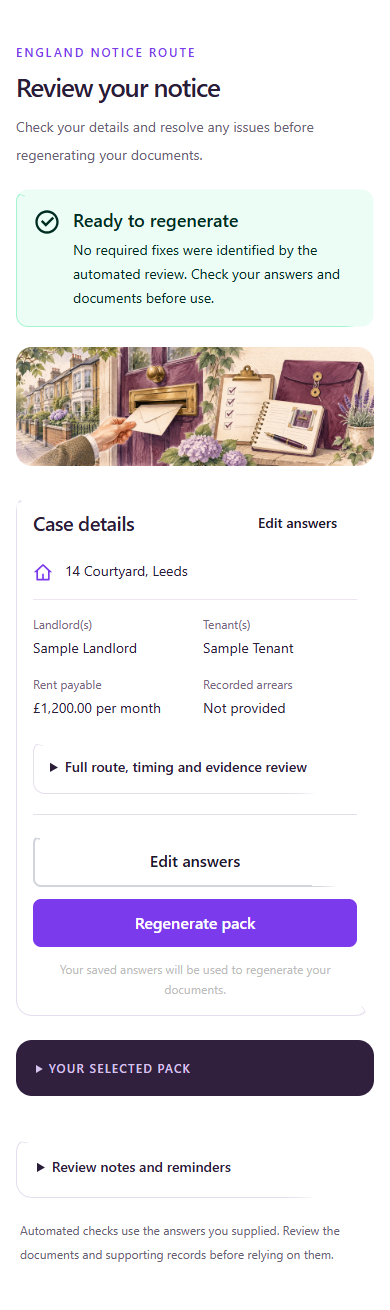 ENGLAND NOTICE ROUTE
Review your notice
Check your details and resolve any issues before
regenerating your documents.
Ready to regenerate
No required fixes were identified by the
automated review. Check your answers and
documents before use.
Case details
Edit answers
14 Courtyard, Leeds
Landlord(s)
Tenant(s)
Sample Landlord
Sample Tenant
Rent payable
Recorded arrears
£1,200.00 per month
Not provided
Full route, timing and evidence review
Edit answers
Regenerate pack
Your saved answers will be used to regenerate your
documents.
YOUR SELECTED PACK
Review notes and reminders
Automated checks use the answers you supplied. Review the
documents and supporting records before relying on them.